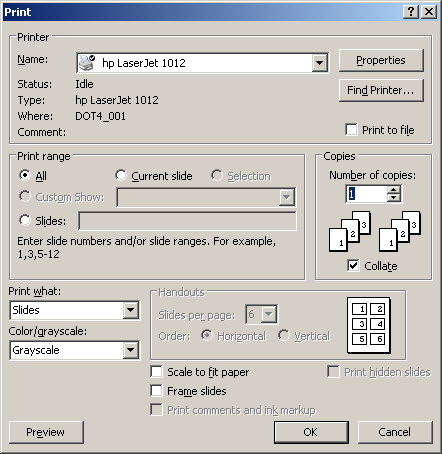 Print
Printer
Name: hp LaserJet 1012 Properties
Status: Idle
Type: hp LaserJet 1012 Find Printer...
Where: DOT4_001
Comment: Print to file
Print range
All Current slide Selection
Custom Show:
Slides:
Enter slide numbers and/or slide ranges. For example,
1,3,5-12
Copies
Number of copies:
1
1 2 3 1 2 3
Collate
Print what:
Slides
Color/grayscale:
Grayscale
Handouts
Slides per page: 6
Order: Horizontal Vertical
1 2
3 4
5 6
Scale to fit paper Print hidden slides
Frame slides
Print comments and ink markup
Preview OK Cancel